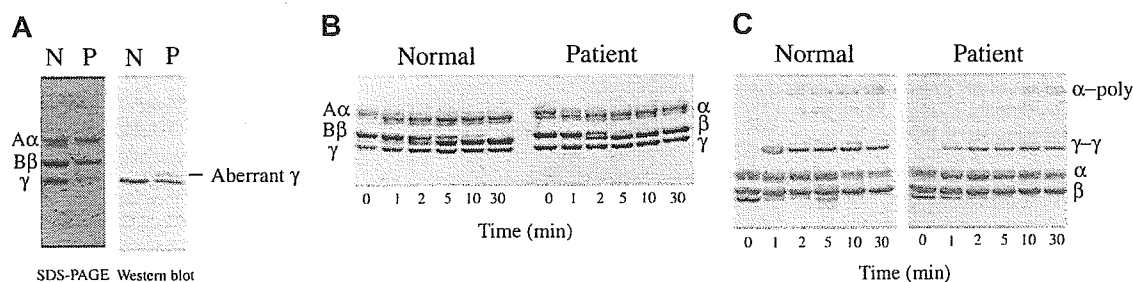 A
N P N P
Aα
Bβ
γ
Aberrant γ
SDS-PAGE Western blot
B
Normal Patient
Aα
Bβ
γ
α
β
γ
0 1 2 5 10 30 0 1 2 5 10 30
Time (min)
C
Normal Patient
α-poly
γ-γ
α
β
0 1 2 5 10 30 0 1 2 5 10 30
Time (min)